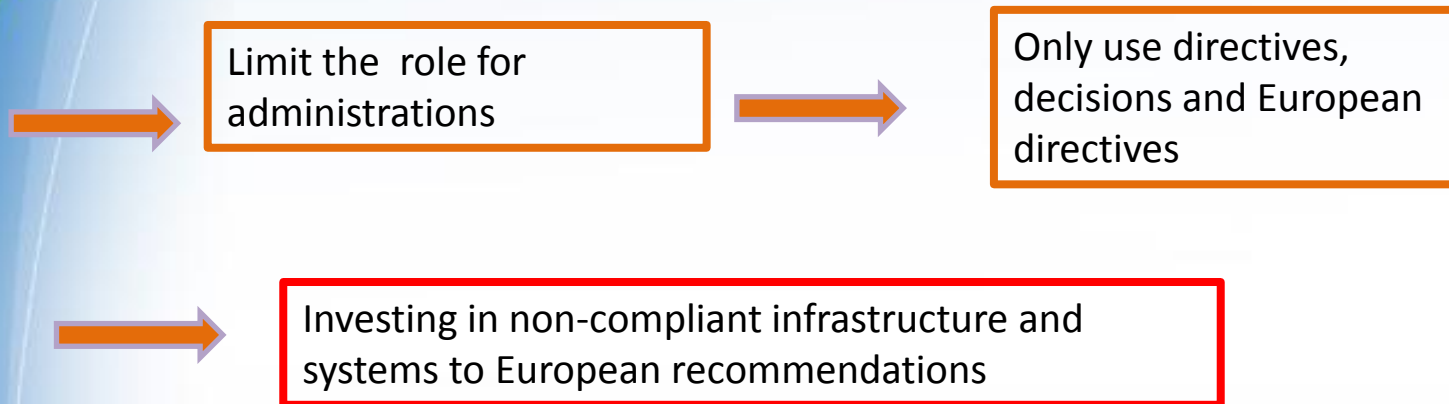 Limit the role for
administrations
Only use directives,
decisions and European
directives
Investing in non-compliant infrastructure and
systems to European recommendations